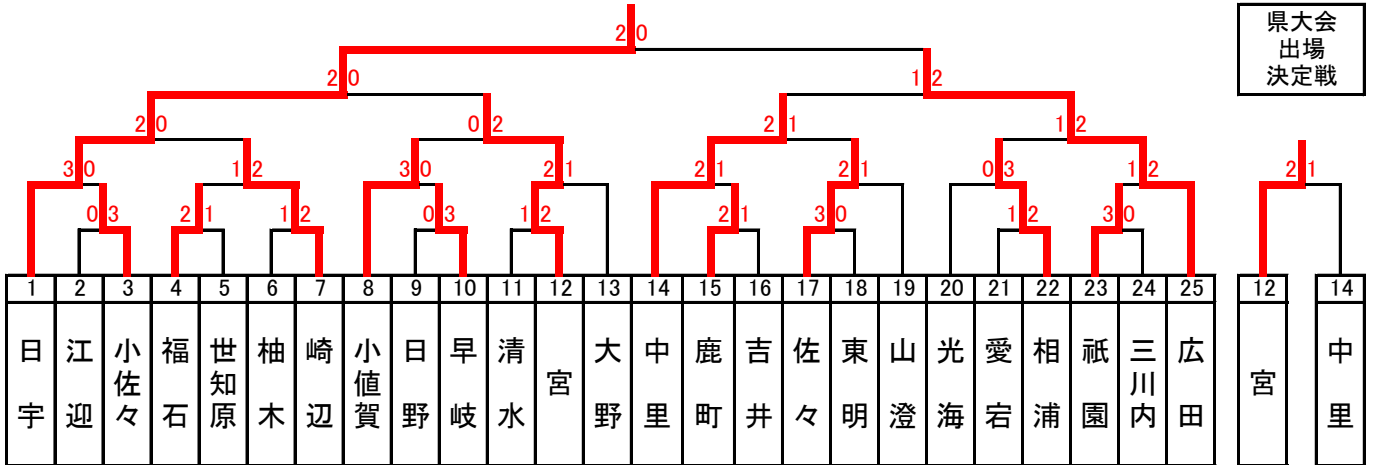 県大会
出場
決定戦
2 0
2 0
1 2
2 0
0 2
2 1
1 2
3 0
1 2
3 0
2 1
2 1
2 1
0 3
1 2
2 1
0 3
2 1
1 2
0 3
1 2
2 1
3 0
1 2
3 0
1 2 3 4 5 6 7 8 9 10 11 12 13 14 15 16 17 18 19 20 21 22 23 24 25 12 14
日宇
江迎
小佐々
福石
世知原
柚木
崎辺
小値賀
日野
早岐
清水
宮
大野
中里
鹿町
吉井
佐々
東明
山澄
光海
愛宕
相浦
祇園
三川内
広田
宮
中里